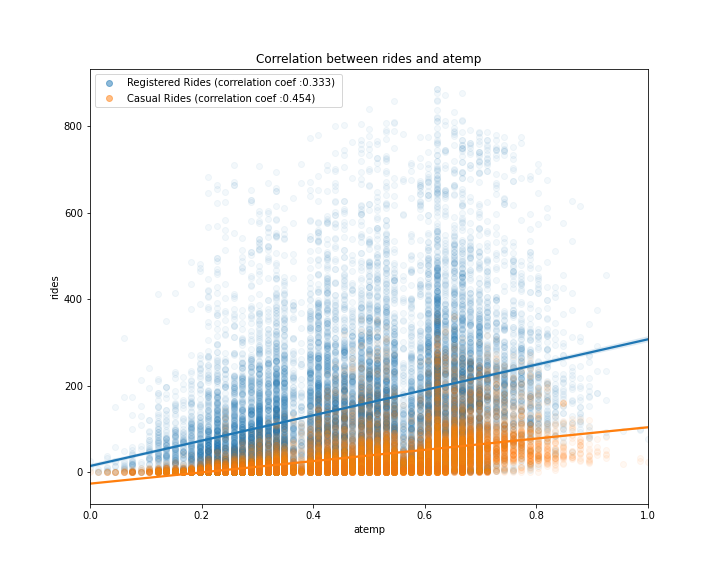 Correlation between rides and atemp
Registered Rides (correlation coef :0.333)
Casual Rides (correlation coef :0.454)
800
600
400
200
0
rides
0.0
0.2
0.4
0.6
0.8
1.0
atemp